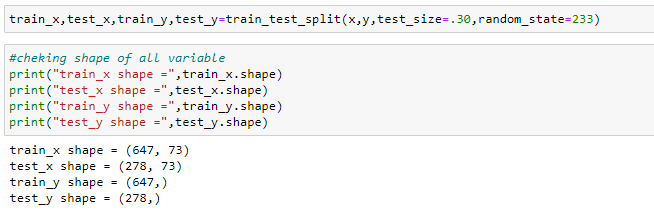 train_x,test_x,train_y,test_y=train_test_split(x,y,test_size=.30,random_state=233)
#cheking shape of all variable
print("train_x shape =",train_x.shape)
print("test_x shape =",test_x.shape)
print("train_y shape =",train_y.shape)
print("test_y shape =",test_y.shape)
train_x shape = (647, 73)
test_x shape = (278, 73)
train_y shape = (647,)
test_y shape = (278,)